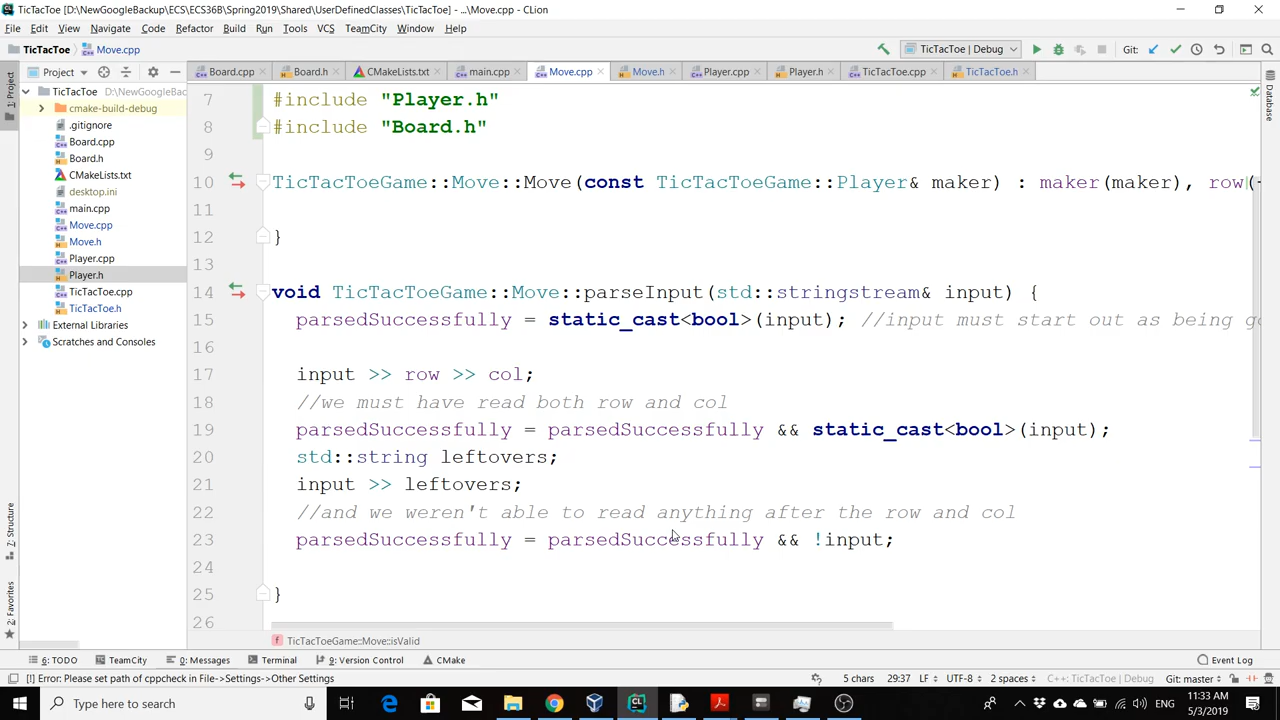 TicTacToe [D:\NewGoogleBackup\ECS\ECS36B\Spring2019\Shared\UserDefinedClasses\TicTacToe] - ...\Move.cpp - CLion
File Edit View Navigate Code Refactor Build Run Tools VCS TeamCity Window Help
TicTacToe Move.cpp TicTacToe | Debug Git:
Project Board.cpp Board.h CMakeLists.txt main.cpp Move.cpp Move.h Player.cpp Player.h TicTacToe.cpp TicTacToe.h
1: Project
Database
TicTacToe D:\NewGoogleBac
cmake-build-debug
.gitignore
Board.cpp
Board.h
CMakeLists.txt
desktop.ini
main.cpp
Move.cpp
Move.h
Player.cpp
Player.h
TicTacToe.cpp
TicTacToe.h
External Libraries
Scratches and Consoles
7: Structure
2: Favorites
7 #include "Player.h"
8 #include "Board.h"
9
10 TicTacToeGame::Move::Move(const TicTacToeGame::Player& maker) : maker(maker), row(-
11
12 }
13
14 void TicTacToeGame::Move::parseInput(std::stringstream& input) {
15 parsedSuccessfully = static_cast<bool>(input); //input must start out as being go
16
17 input >> row >> col;
18 //we must have read both row and col
19 parsedSuccessfully = parsedSuccessfully && static_cast<bool>(input);
20 std::string leftovers;
21 input >> leftovers;
22 //and we weren't able to read anything after the row and col
23 parsedSuccessfully = parsedSuccessfully && !input;
24
25 }
26
TicTacToeGame::Move::isValid
6: TODO TeamCity 0: Messages Terminal 9: Version Control CMake Event Log
[!] Error: Please set path of cppcheck in File->Settings->Other Settings 5 chars 29:37 LF UTF-8 2 spaces C++: TicTacToe | Debug Git: master
Type here to search
ENG
11:33 AM
5/3/2019